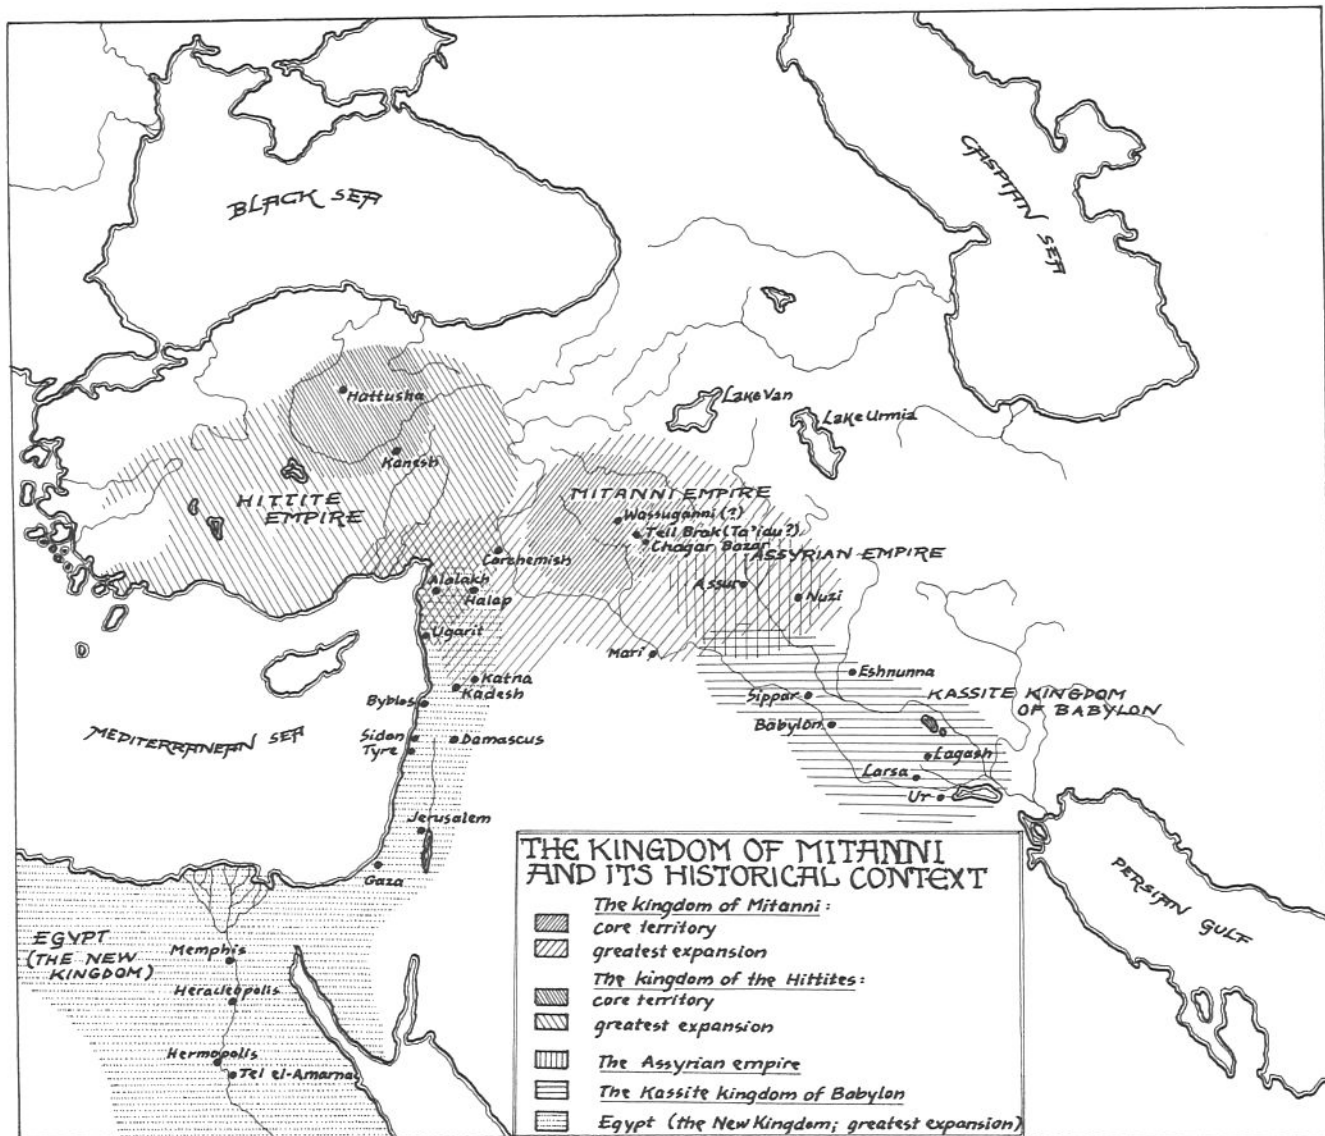 BLACK SEA
CASPIAN SEA
Hattusha
Lake Van
Lake Urmia
Kanesh
HITTITE
EMPIRE
MITANNI EMPIRE
Wassuganni (?)
Tell Brak (Ta'idu?)
Chagar Bazar
Carchemish
ASSYRIAN EMPIRE
Alalakh
Halap
Assur
Nuzi
Ugarit
Mari
Eshnunna
Katna
Kadesh
Sippar
KASSITE KINGDOM
OF BABYLON
Byblos
Babylon
MEDITERRANEAN SEA
Sidon
Tyre
Damascus
Lagash
Larsa
Ur
Jerusalem
Gaza
PERSIAN GULF
EGYPT
(THE NEW
KINGDOM)
Memphis
Heracleopolis
Hermopolis
Tel el-Amarna
THE KINGDOM OF MITANNI
AND ITS HISTORICAL CONTEXT
The kingdom of Mitanni:
core territory
greatest expansion
The kingdom of the Hittites:
core territory
greatest expansion
The Assyrian empire
The Kassite kingdom of Babylon
Egypt (the New Kingdom; greatest expansion)